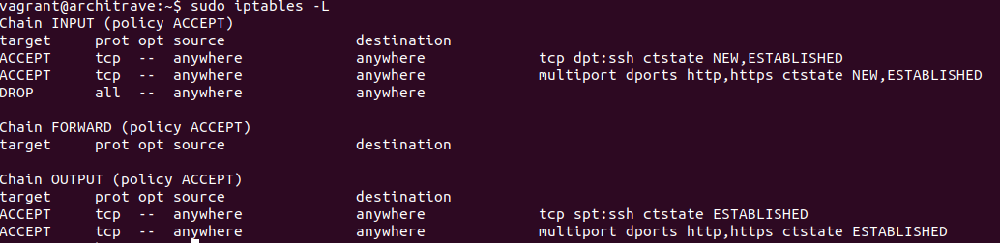 vagrant@architrave:~$ sudo iptables -L
Chain INPUT (policy ACCEPT)
target     prot opt source               destination
ACCEPT     tcp  --  anywhere             anywhere             tcp dpt:ssh ctstate NEW,ESTABLISHED
ACCEPT     tcp  --  anywhere             anywhere             multiport dports http,https ctstate NEW,ESTABLISHED
DROP       all  --  anywhere             anywhere

Chain FORWARD (policy ACCEPT)
target     prot opt source               destination

Chain OUTPUT (policy ACCEPT)
target     prot opt source               destination
ACCEPT     tcp  --  anywhere             anywhere             tcp spt:ssh ctstate ESTABLISHED
ACCEPT     tcp  --  anywhere             anywhere             multiport dports http,https ctstate ESTABLISHED